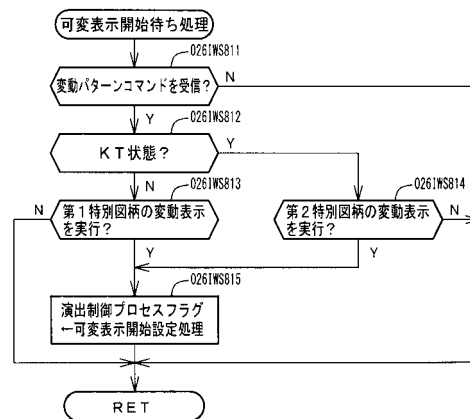 可変表示開始待ち処理
026IWS811
変動パターンコマンドを受信？
N
Y
026IWS812
KT状態？
Y
N
026IWS813
026IWS814
N
第1特別図柄の変動表示
を実行？
第2特別図柄の変動表示
を実行？
N
Y
Y
026IWS815
演出制御プロセスフラグ
←可変表示開始設定処理
RET